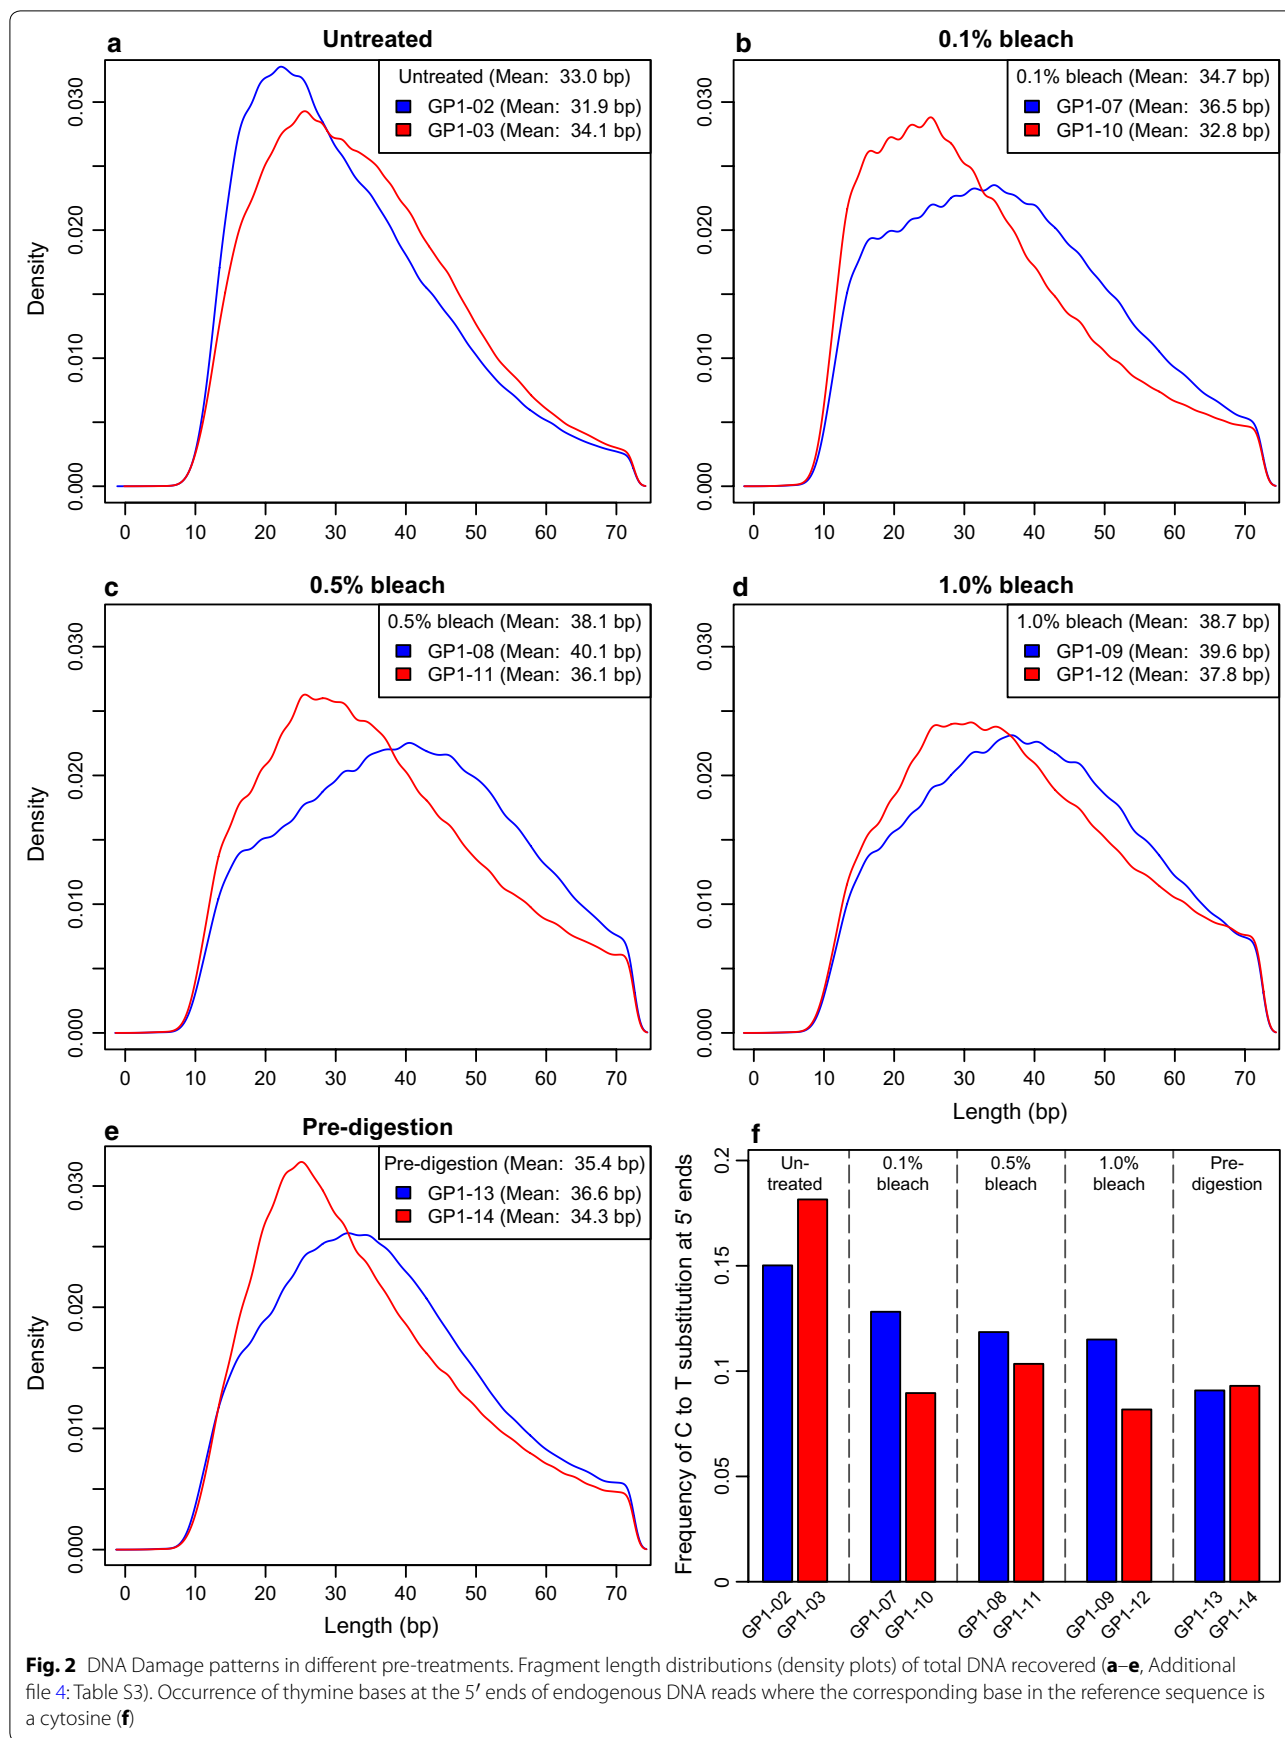 a
Untreated
Untreated (Mean: 33.0 bp)
GP1-02 (Mean: 31.9 bp)
GP1-03 (Mean: 34.1 bp)
Density
0.000 0.010 0.020 0.030
0 10 20 30 40 50 60 70
b
0.1% bleach
0.1% bleach (Mean: 34.7 bp)
GP1-07 (Mean: 36.5 bp)
GP1-10 (Mean: 32.8 bp)
0.000 0.010 0.020 0.030
0 10 20 30 40 50 60 70
c
0.5% bleach
0.5% bleach (Mean: 38.1 bp)
GP1-08 (Mean: 40.1 bp)
GP1-11 (Mean: 36.1 bp)
Density
0.000 0.010 0.020 0.030
0 10 20 30 40 50 60 70
d
1.0% bleach
1.0% bleach (Mean: 38.7 bp)
GP1-09 (Mean: 39.6 bp)
GP1-12 (Mean: 37.8 bp)
0.000 0.010 0.020 0.030
0 10 20 30 40 50 60 70
Length (bp)
e
Pre-digestion
Pre-digestion (Mean: 35.4 bp)
GP1-13 (Mean: 36.6 bp)
GP1-14 (Mean: 34.3 bp)
Density
0.000 0.010 0.020 0.030
0 10 20 30 40 50 60 70
Length (bp)
f
Frequency of C to T substitution at 5' ends
0 0.05 0.1 0.15 0.2
Un-
treated
0.1%
bleach
0.5%
bleach
1.0%
bleach
Pre-
digestion
GP1-02
GP1-03
GP1-07
GP1-10
GP1-08
GP1-11
GP1-09
GP1-12
GP1-13
GP1-14
Fig. 2 DNA Damage patterns in different pre-treatments. Fragment length distributions (density plots) of total DNA recovered (a–e, Additional
file 4: Table S3). Occurrence of thymine bases at the 5′ ends of endogenous DNA reads where the corresponding base in the reference sequence is
a cytosine (f)